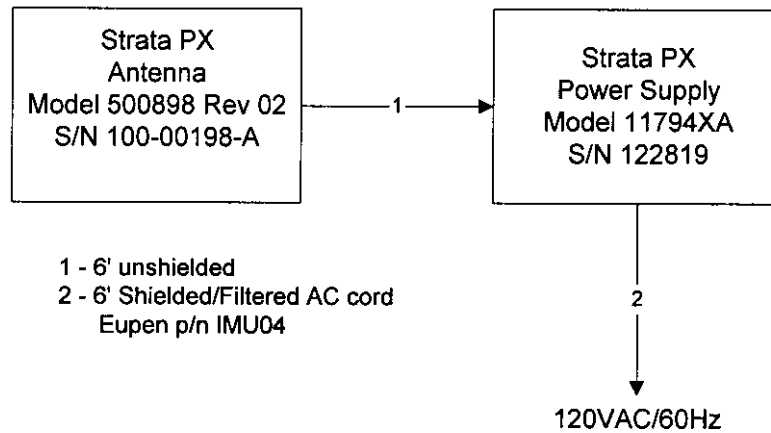 Strata PX
Antenna
Model 500898 Rev 02
S/N 100-00198-A
1
Strata PX
Power Supply
Model 11794XA
S/N 122819
1 - 6' unshielded
2 - 6' Shielded/Filtered AC cord
Eupen p/n IMU04
2
120VAC/60Hz